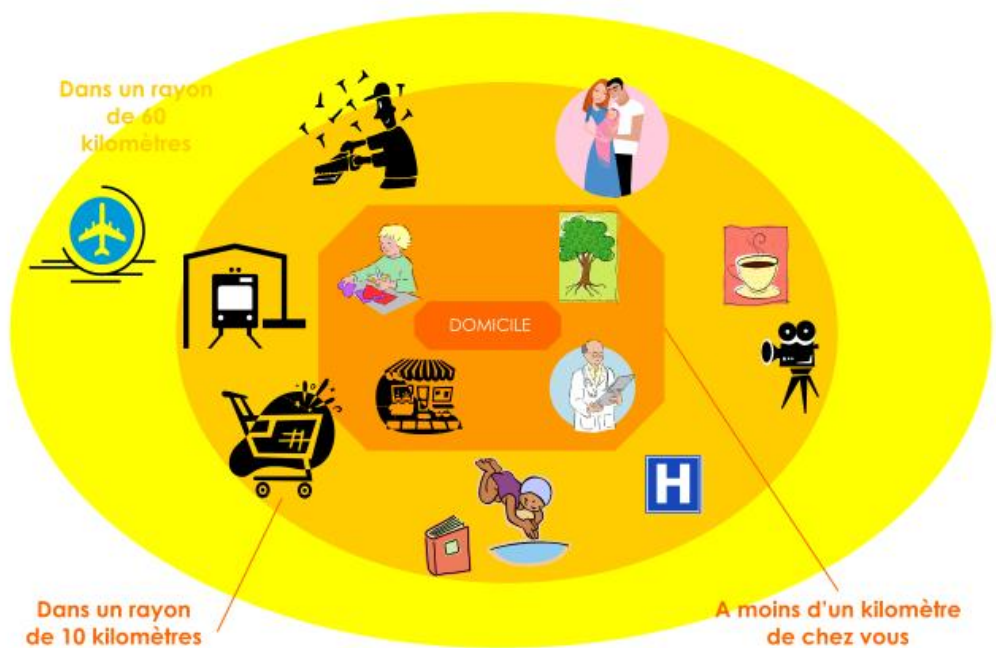 Dans un rayon
de 60
kilomètres
DOMICILE
H
Dans un rayon
de 10 kilomètres
A moins d'un kilomètre
de chez vous